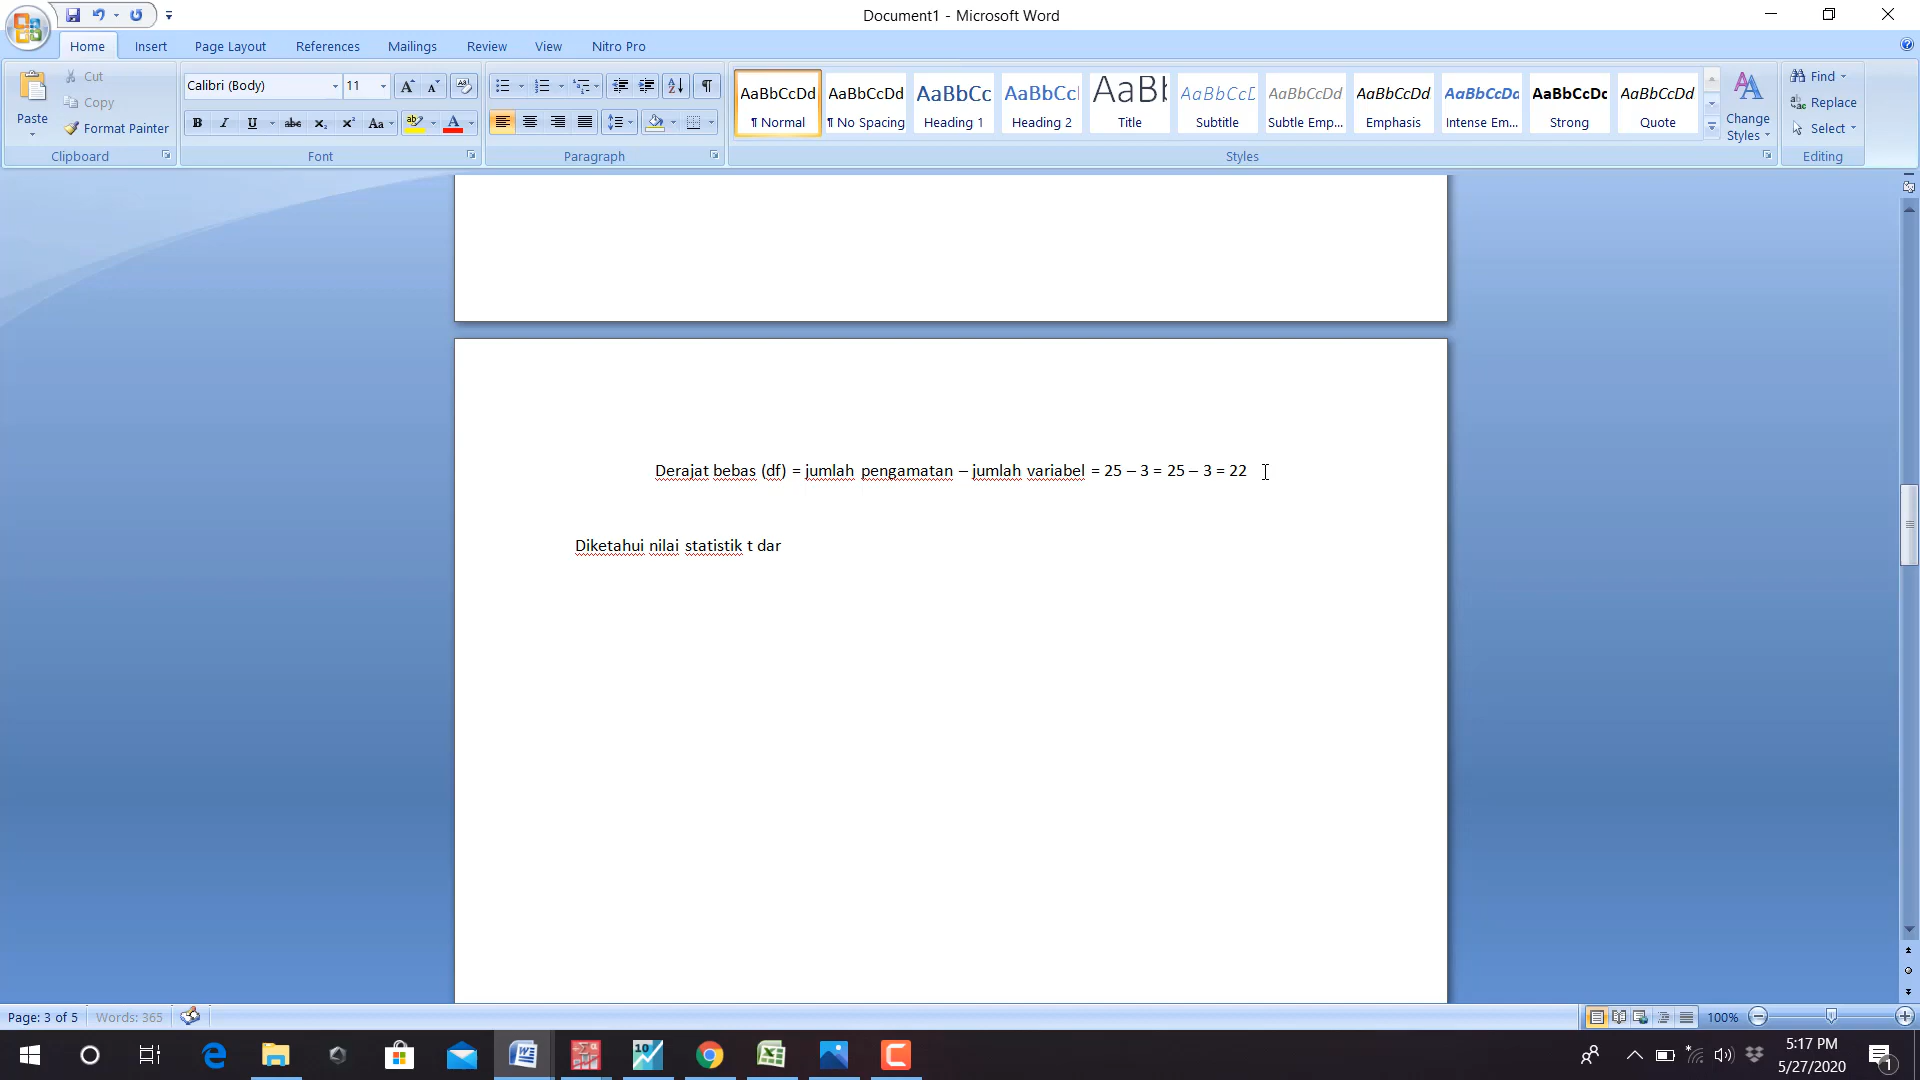 Document1 - Microsoft Word
Home Insert Page Layout References Mailings Review View Nitro Pro
Cut
Copy
Format Painter
Paste
Clipboard
Calibri (Body) 11
Font
Paragraph
AaBbCcDd AaBbCcDd AaBbCc AaBbCcI AaBI AaBbCcD AaBbCcDd AaBbCcDd AaBbCcDc AaBbCcDc AaBbCcDd
¶ Normal ¶ No Spacing Heading 1 Heading 2 Title Subtitle Subtle Emp... Emphasis Intense Em... Strong Quote
Change
Styles
Styles
Find
Replace
Select
Editing
Derajat bebas (df) = jumlah pengamatan – jumlah variabel = 25 – 3 = 25 – 3 = 22
Diketahui nilai statistik t dar
Page: 3 of 5 Words: 365 100%
5:17 PM
5/27/2020